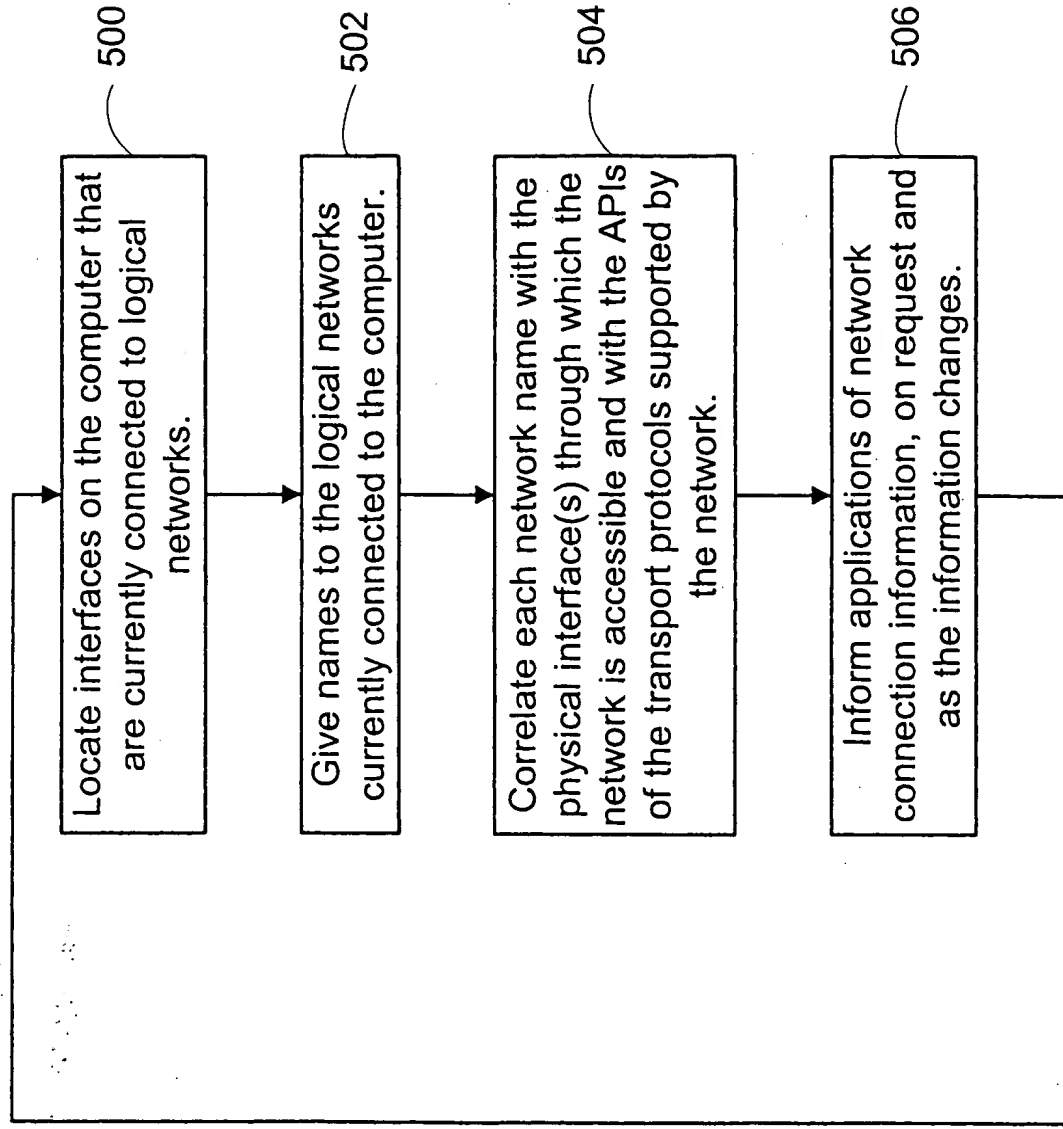 Locate interfaces on the computer that
are currently connected to logical
networks.
500
Give names to the logical networks
currently connected to the computer.
502
Correlate each network name with the
physical interface(s) through which the
network is accessible and with the APIs
of the transport protocols supported by
the network.
504
Inform applications of network
connection information, on request and
as the information changes.
506